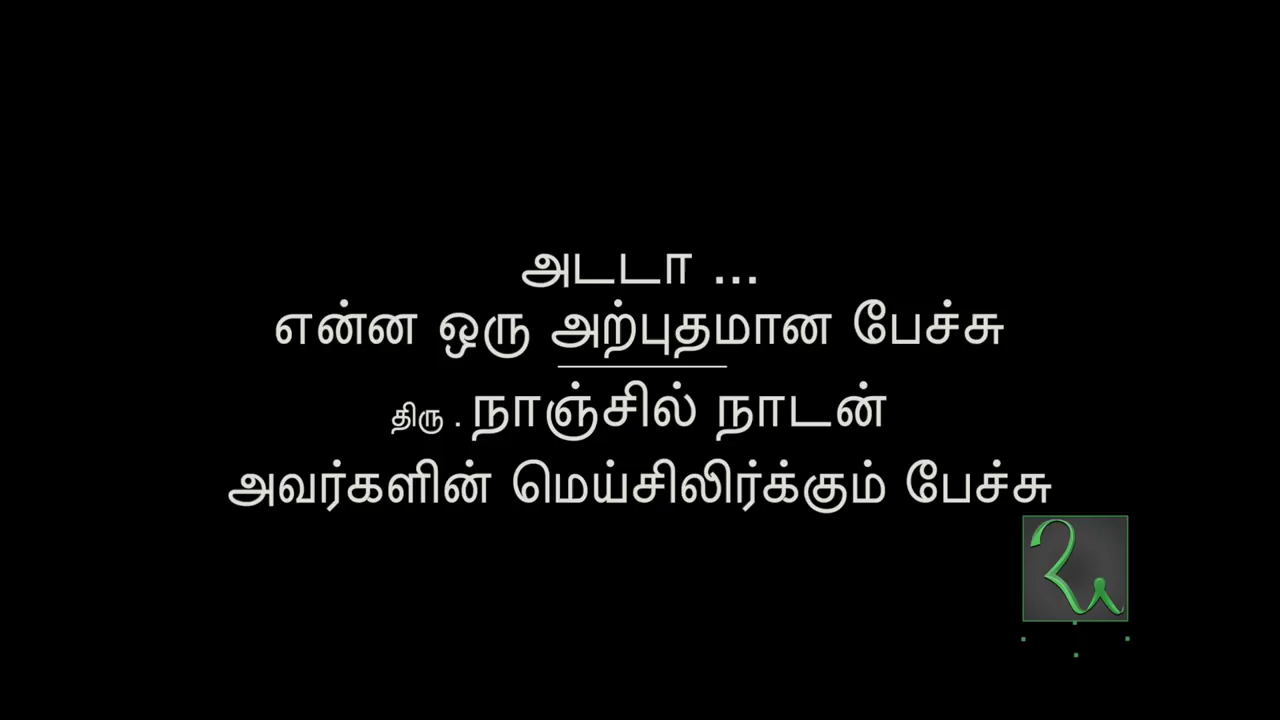 அடடா ...
என்ன ஒரு அற்புதமான பேச்சு
திரு . நாஞ்சில் நாடன்
அவர்களின் மெய்சிலிர்க்கும் பேச்சு